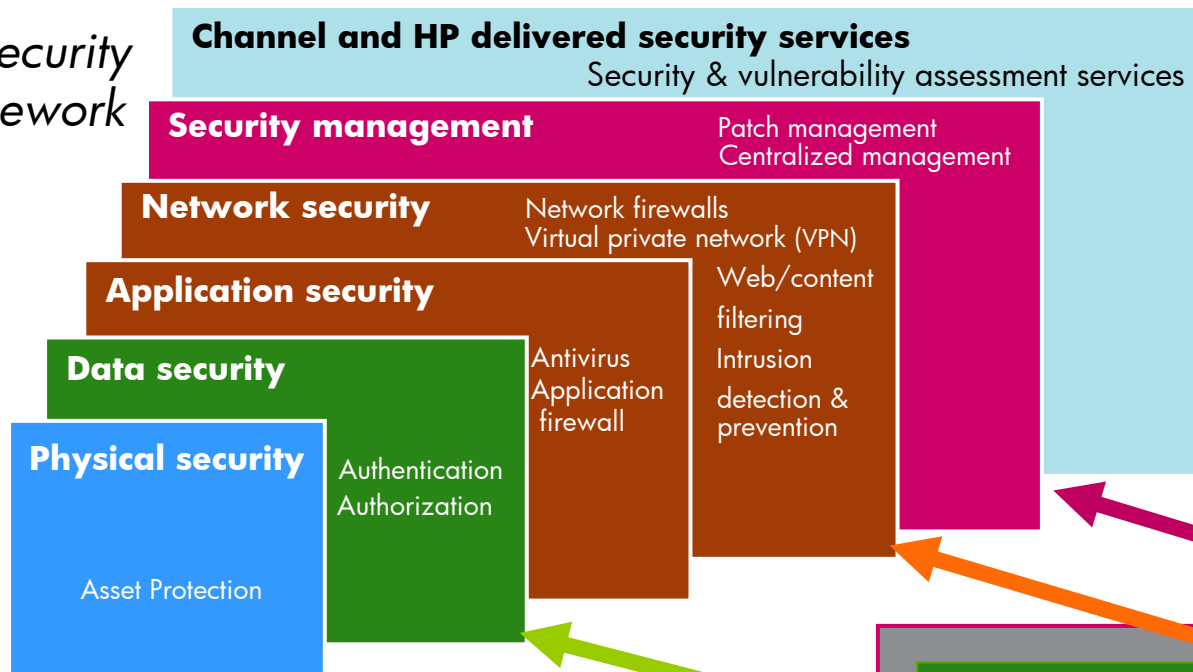 ecurity
ework
Channel and HP delivered security services
Security & vulnerability assessment services
Security management
Patch management
Centralized management
Network security
Network firewalls
Virtual private network (VPN)
Web/content
filtering
Intrusion
detection &
prevention
Application security
Antivirus
Application
firewall
Data security
Authentication
Authorization
Physical security
Asset Protection